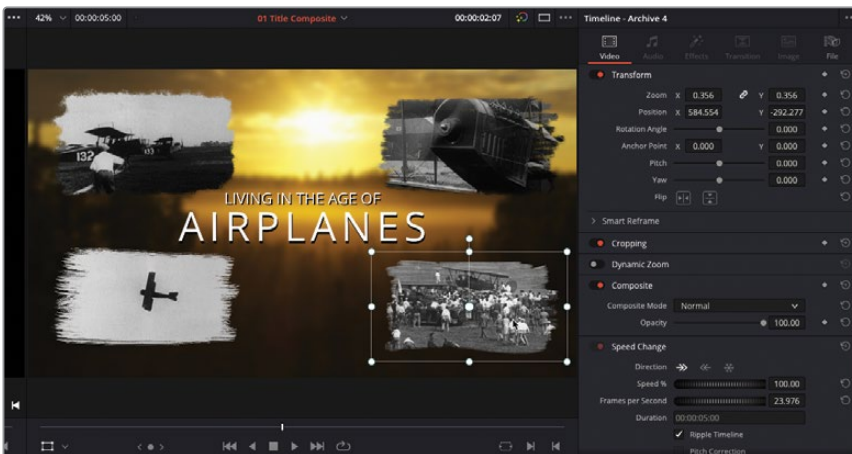 42% 00:00:05:00 01 Title Composite 00:00:02:07
Timeline - Archive 4
Video Audio Effects Transition Image File
Transform
Zoom X 0.356 Y 0.356
Position X 584.554 Y -292.277
Rotation Angle 0.000
Anchor Point X 0.000 Y 0.000
Pitch 0.000
Yaw 0.000
Flip
Smart Reframe
Cropping
Dynamic Zoom
Composite
Composite Mode Normal
Opacity 100.00
Speed Change
Direction
Speed % 100.00
Frames per Second 23.976
Duration 00:00:05:00
Ripple Timeline
Pitch Correction
132
133
LIVING IN THE AGE OF
AIRPLANES